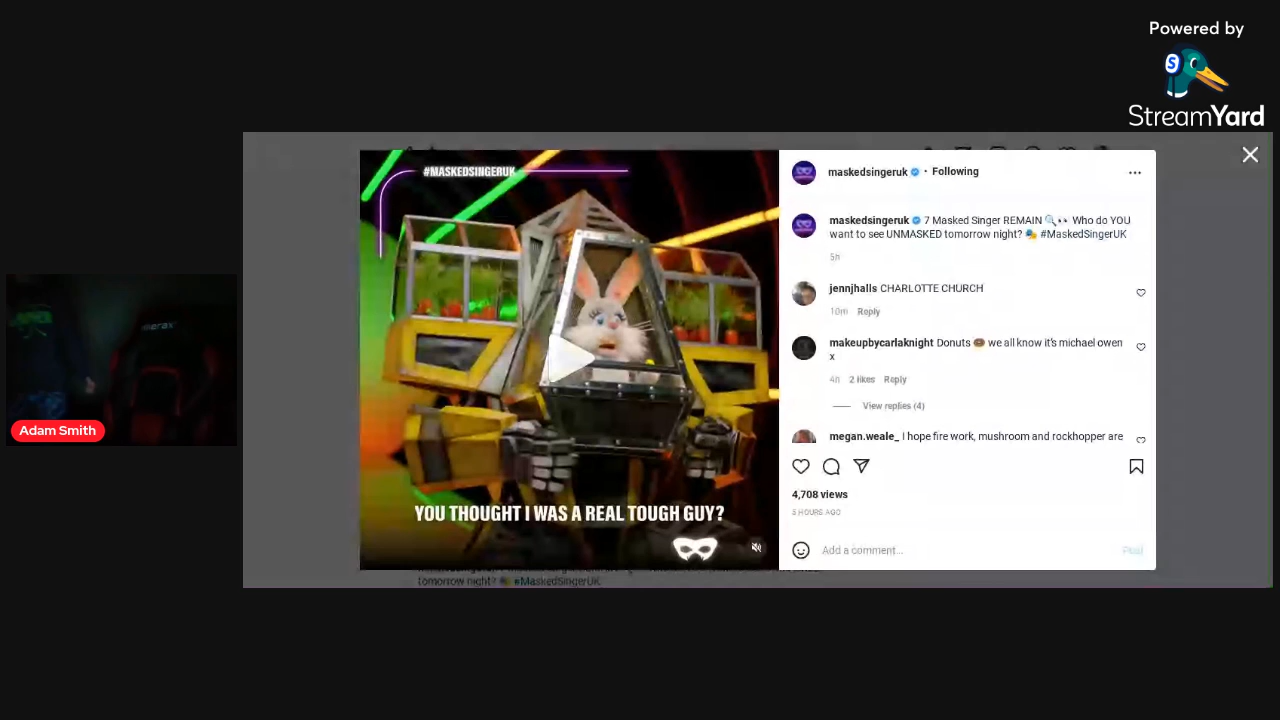 Powered by
S
StreamYard
#MASKEDSINGERUK
YOU THOUGHT I WAS A REAL TOUGH GUY?
maskedsingeruk • Following
maskedsingeruk 7 Masked Singer REMAIN 🔍👀 Who do YOU
want to see UNMASKED tomorrow night? 🎭 #MaskedSingerUK
5h
jennjhalls CHARLOTTE CHURCH
10m Reply
makeupbycarlaknight Donuts 🍩 we all know it's michael owen
x
4h 2 likes Reply
View replies (4)
megan.weale_ I hope fire work, mushroom and rockhopper are
4,708 views
5 HOURS AGO
Add a comment...
Post
tomorrow night? 🎭 #MaskedSingerUK
Adam Smith